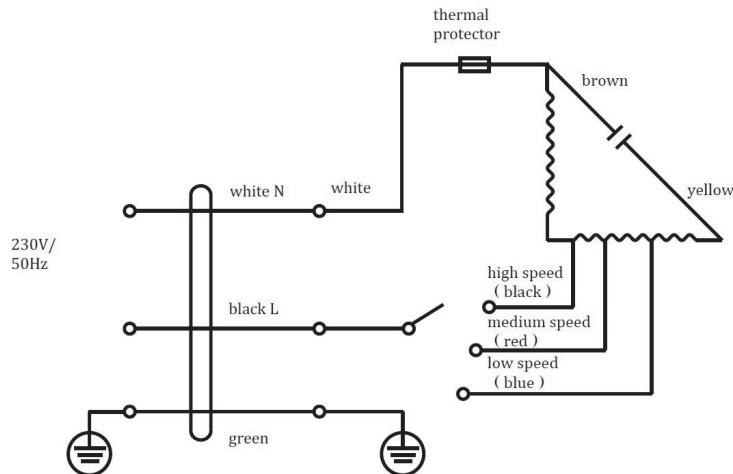 thermal
protector
brown
white N
white
yellow
230V/
50Hz
high speed
( black )
black L
medium speed
( red )
low speed
( blue )
green